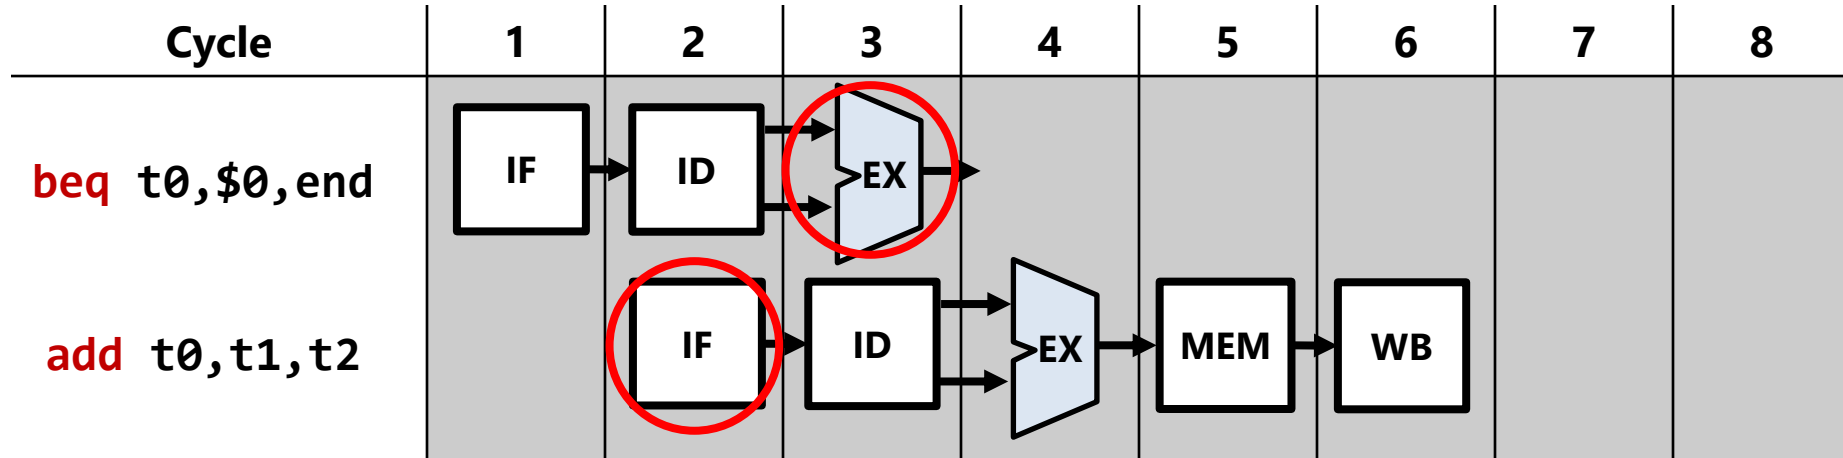 Cycle 1 2 3 4 5 6 7 8
beq t0,$0,end IF ID EX
add t0,t1,t2 IF ID EX MEM WB